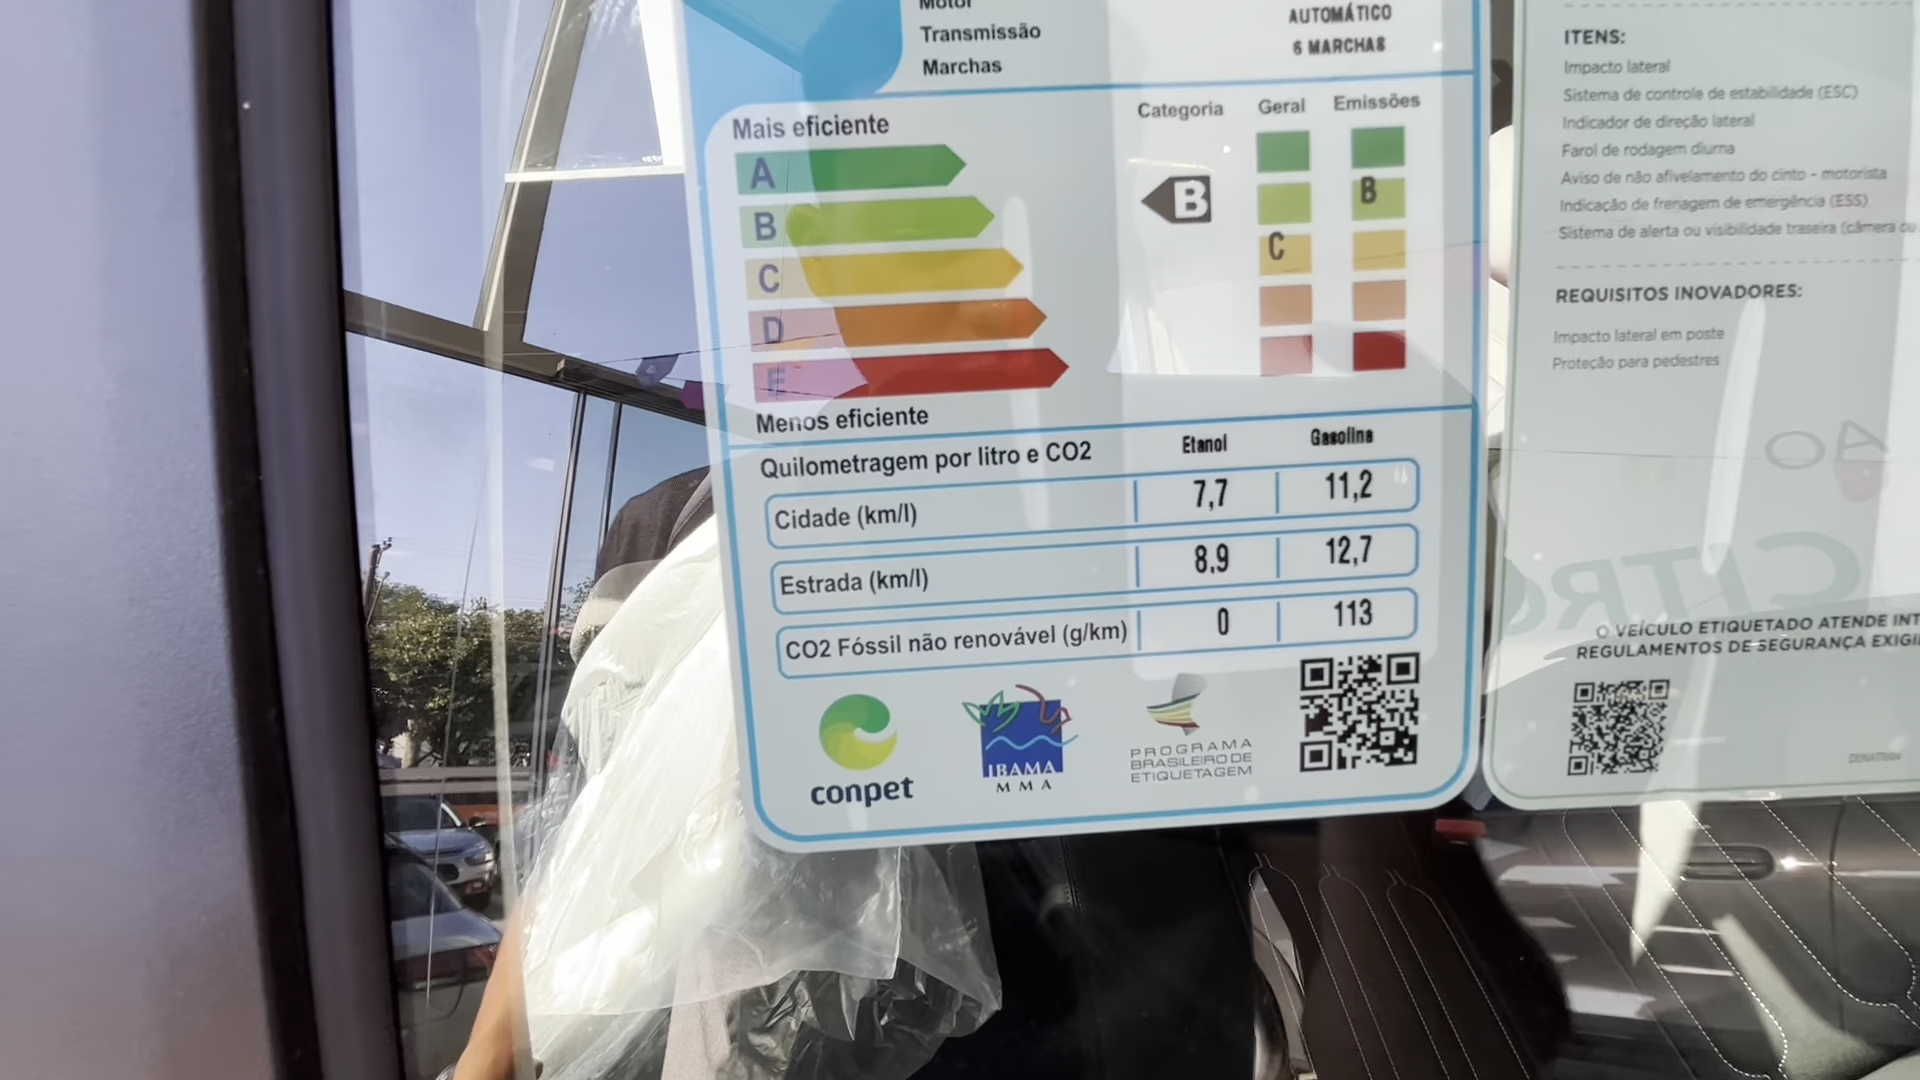 Motor
Transmissão AUTOMÁTICO
Marchas 6 MARCHAS
Categoria Geral Emissões
Mais eficiente
A
B B B
C C
D
E
Menos eficiente
Quilometragem por litro e CO2 Etanol Gasolina
Cidade (km/l) 7,7 11,2
Estrada (km/l) 8,9 12,7
CO2 Fóssil não renovável (g/km) 0 113
conpet
IBAMA
MMA
PROGRAMA
BRASILEIRO DE
ETIQUETAGEM
ITENS:
Impacto lateral
Sistema de controle de estabilidade (ESC)
Indicador de direção lateral
Farol de rodagem diurna
Aviso de não afivelamento do cinto - motorista
Indicação de frenagem de emergência (ESS)
Sistema de alerta ou visibilidade traseira (câmera ou
REQUISITOS INOVADORES:
Impacto lateral em poste
Proteção para pedestres
O VEÍCULO ETIQUETADO ATENDE INT
REGULAMENTOS DE SEGURANÇA EXIGI
DENATRAN